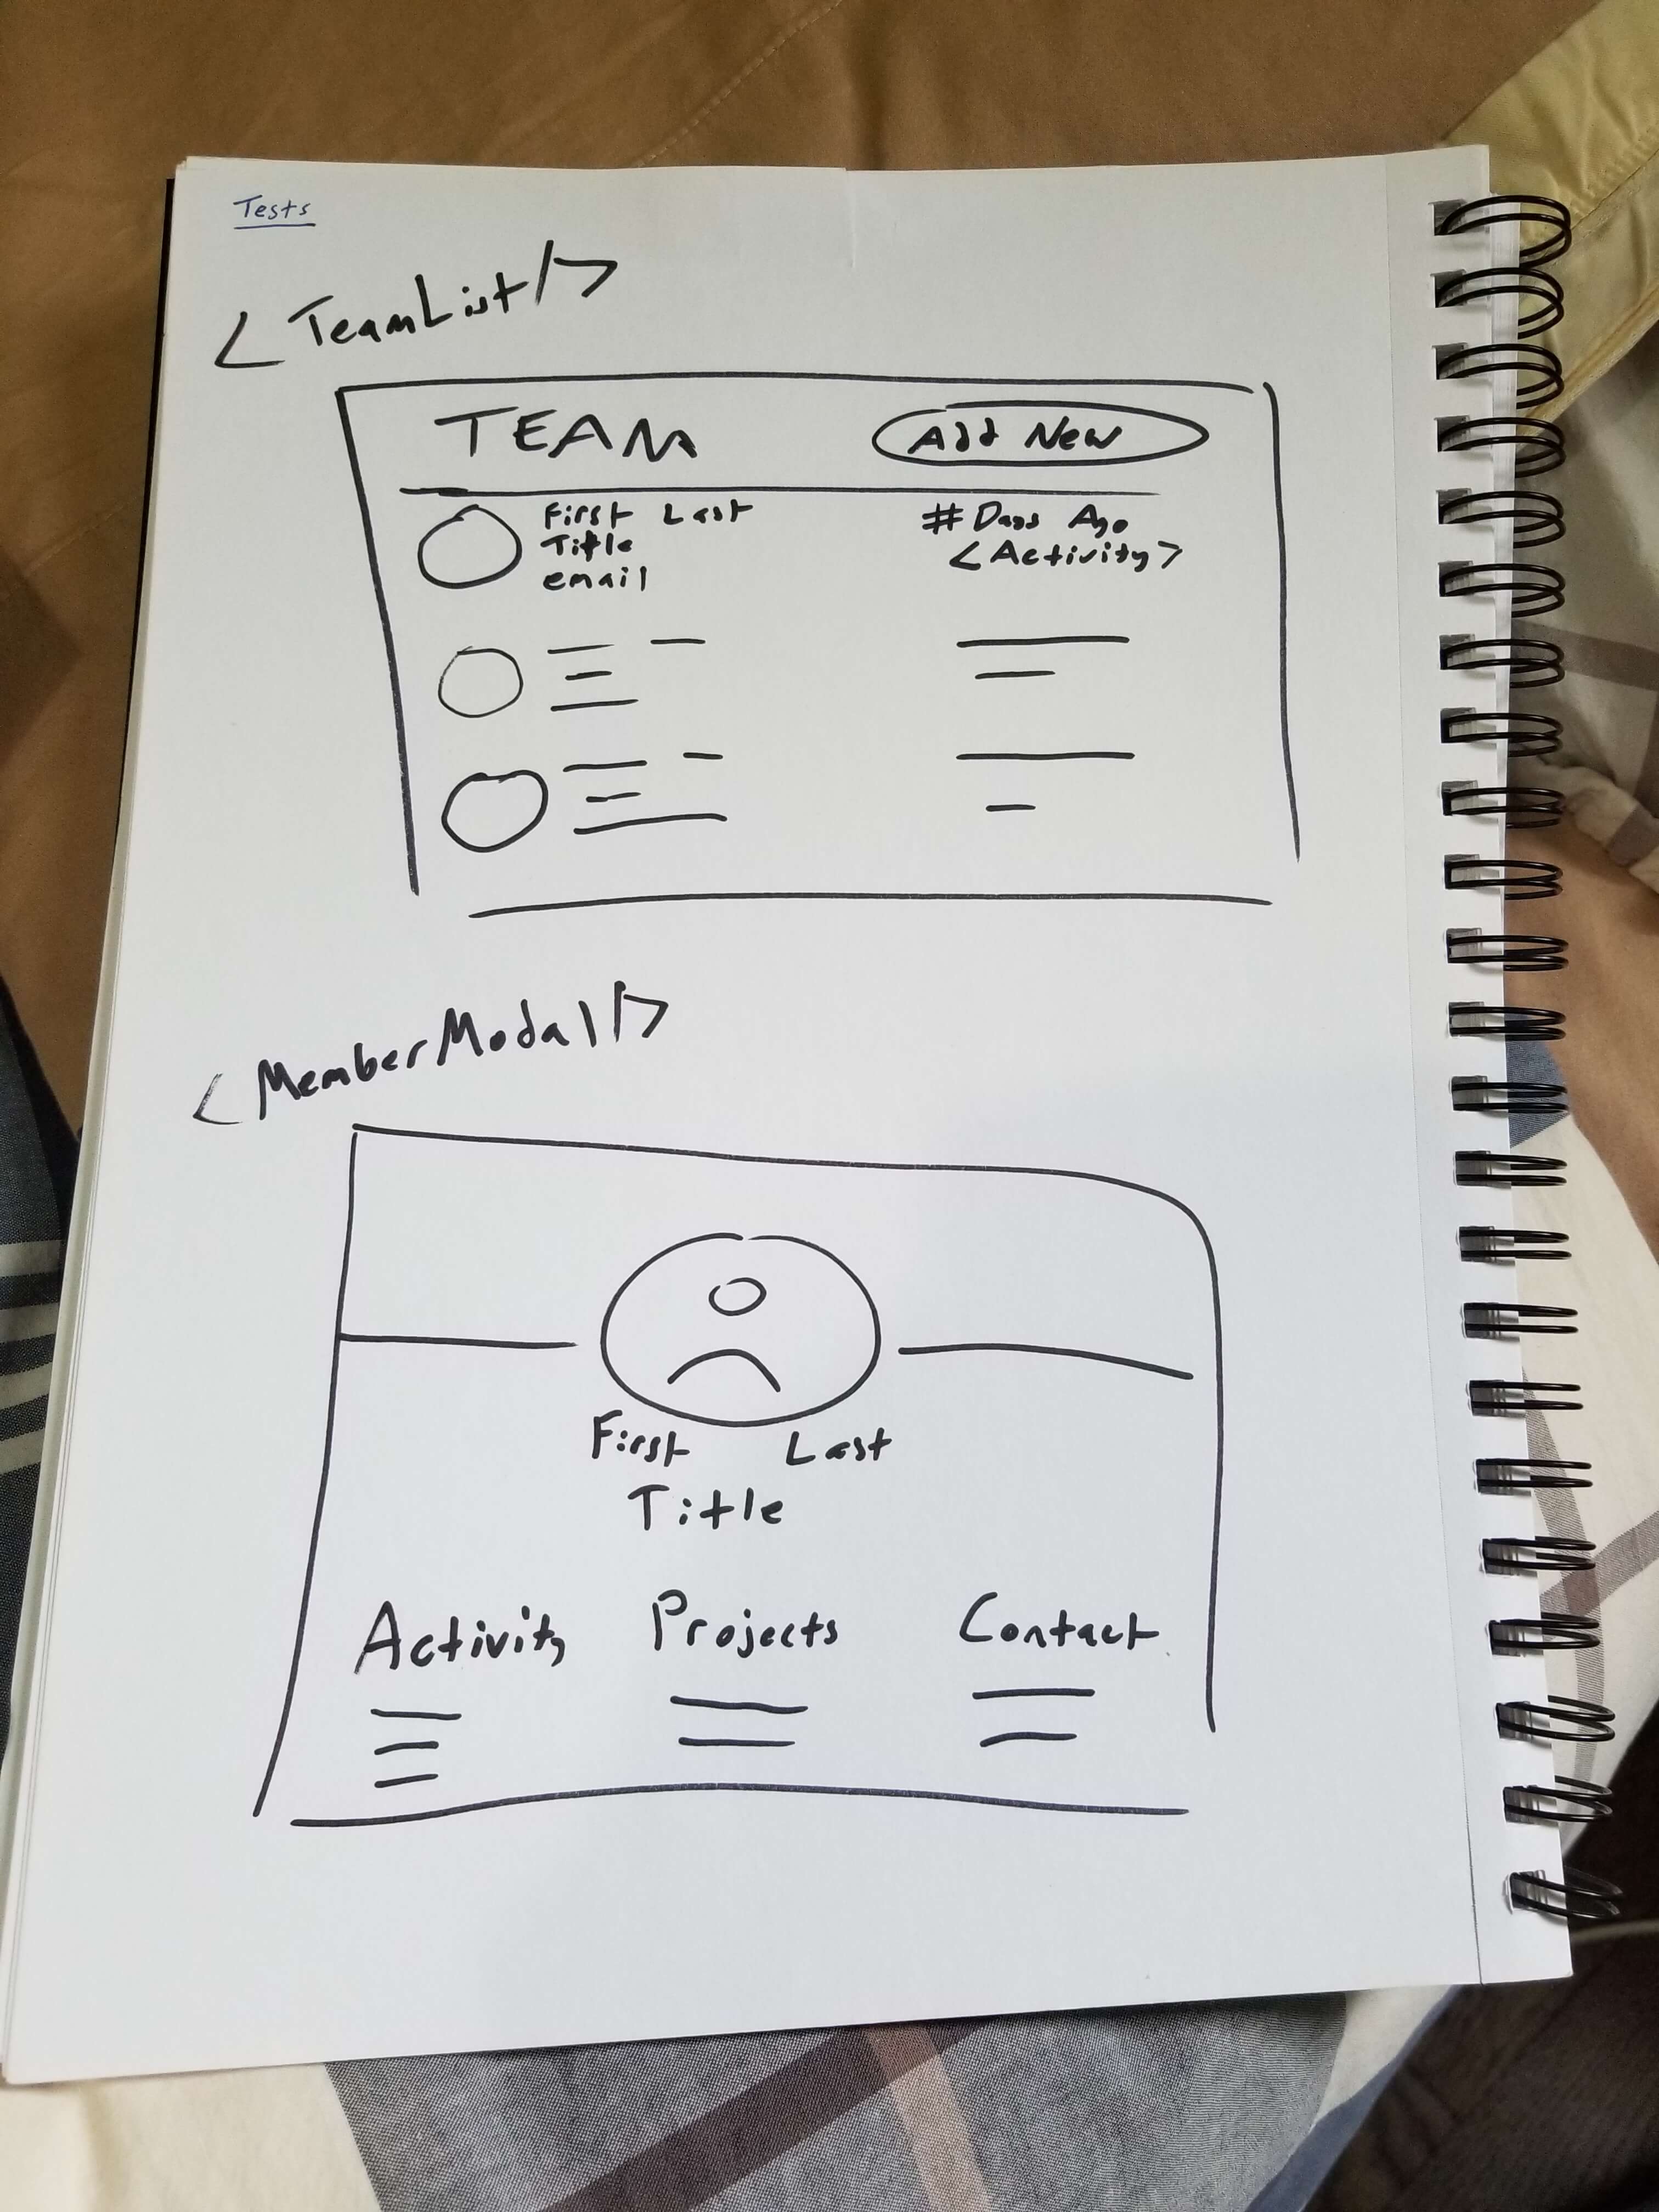 Tests
<TeamList/>
TEAM
Add New
First Last
Title
email
# Days Ago
<Activity>
<MemberModal/>
First Last
Title
Activity
Projects
Contact